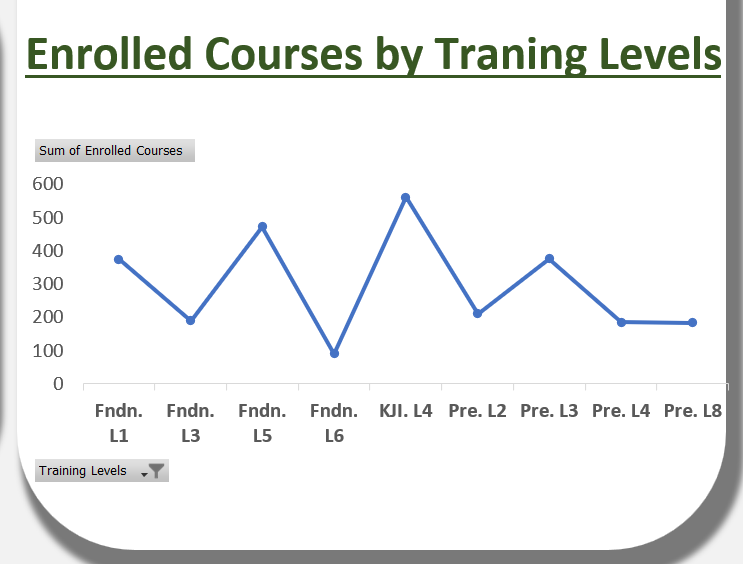 Enrolled Courses by Traning Levels
Sum of Enrolled Courses
600
500
400
300
200
100
0
Fndn. L1
Fndn. L3
Fndn. L5
Fndn. L6
KJI. L4
Pre. L2
Pre. L3
Pre. L4
Pre. L8
Training Levels